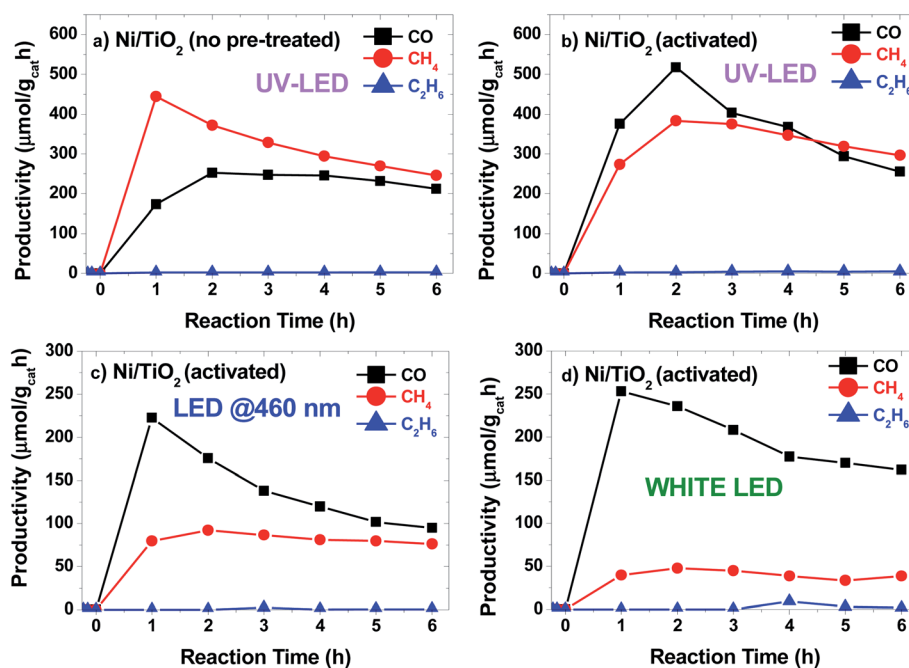 a) Ni/TiO₂ (no pre-treated)
UV-LED
CO
CH₄
C₂H₆
600
500
400
300
200
100
0
Productivity (μmol/g_cat h)
0 1 2 3 4 5 6
Reaction Time (h)
b) Ni/TiO₂ (activated)
UV-LED
CO
CH₄
C₂H₆
600
500
400
300
200
100
0
Productivity (μmol/g_cat h)
0 1 2 3 4 5 6
Reaction Time (h)
c) Ni/TiO₂ (activated)
LED @460 nm
CO
CH₄
C₂H₆
300
250
200
150
100
50
0
Productivity (μmol/g_cat h)
0 1 2 3 4 5 6
Reaction Time (h)
d) Ni/TiO₂ (activated)
WHITE LED
CO
CH₄
C₂H₆
300
250
200
150
100
50
0
Productivity (μmol/g_cat h)
0 1 2 3 4 5 6
Reaction Time (h)